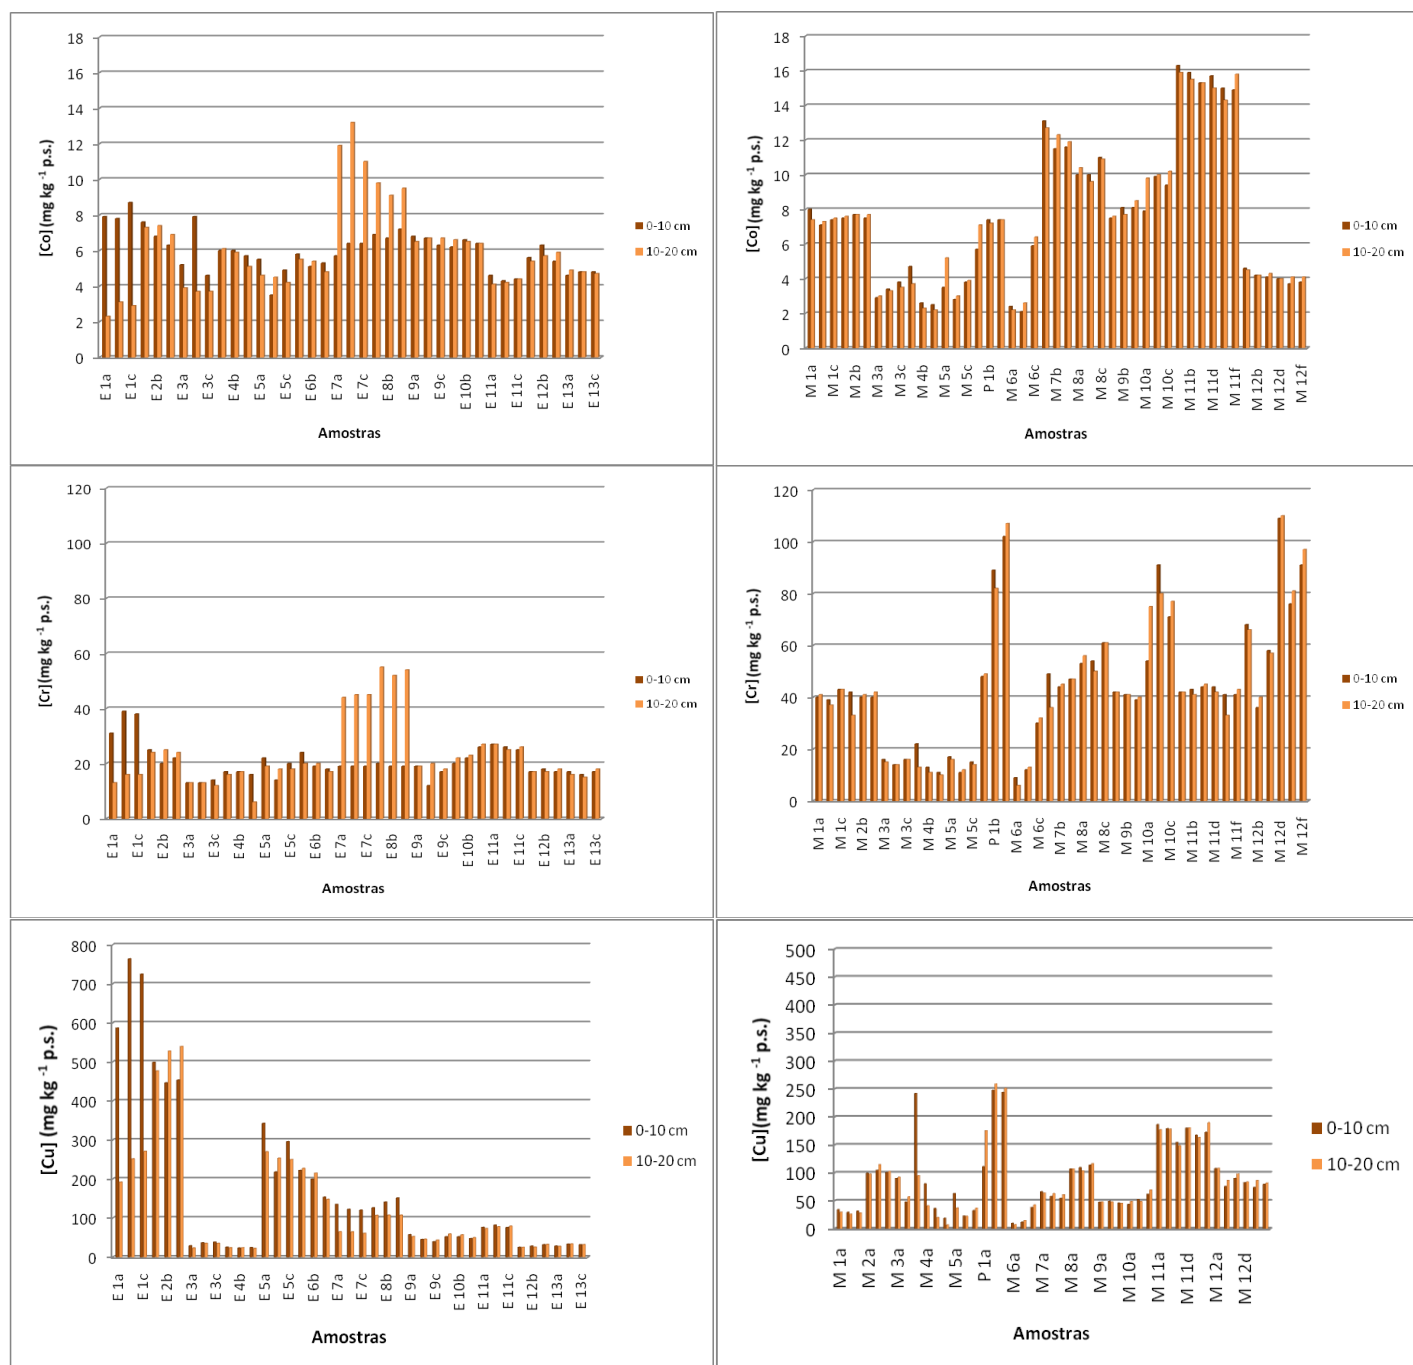 18
16
14
12
10
8
6
4
2
0
[Co] (mg kg -1 p.s.)
E 1a
E 1c
E 2b
E 3a
E 3c
E 4b
E 5a
E 5c
E 6b
E 7a
E 7c
E 8b
E 9a
E 9c
E 10b
E 11a
E 11c
E 12b
E 13a
E 13c
Amostras
0-10 cm
10-20 cm
18
16
14
12
10
8
6
4
2
0
[Co] (mg kg -1 p.s.)
M 1a
M 1c
M 2b
M 3a
M 3c
M 4b
M 5a
M 5c
P 1b
M 6a
M 6c
M 7b
M 8a
M 8c
M 9b
M 10a
M 10c
M 11b
M 11d
M 11f
M 12b
M 12d
M 12f
Amostras
0-10 cm
10-20 cm
120
100
80
60
40
20
0
[Cr] (mg kg -1 p.s.)
E 1a
E 1c
E 2b
E 3a
E 3c
E 4b
E 5a
E 5c
E 6b
E 7a
E 7c
E 8b
E 9a
E 9c
E 10b
E 11a
E 11c
E 12b
E 13a
E 13c
Amostras
0-10 cm
10-20 cm
120
100
80
60
40
20
0
[Cr] (mg kg -1 p.s.)
M 1a
M 1c
M 2b
M 3a
M 3c
M 4b
M 5a
M 5c
P 1b
M 6a
M 6c
M 7b
M 8a
M 8c
M 9b
M 10a
M 10c
M 11b
M 11d
M 11f
M 12b
M 12d
M 12f
Amostras
0-10 cm
10-20 cm
800
700
600
500
400
300
200
100
0
[Cu] (mg kg -1 p.s.)
E 1a
E 1c
E 2b
E 3a
E 3c
E 4b
E 5a
E 5c
E 6b
E 7a
E 7c
E 8b
E 9a
E 9c
E 10b
E 11a
E 11c
E 12b
E 13a
E 13c
Amostras
0-10 cm
10-20 cm
500
450
400
350
300
250
200
150
100
50
0
[Cu] (mg kg -1 p.s.)
M 1a
M 2a
M 3a
M 4a
M 5a
P 1a
M 6a
M 7a
M 8a
M 9a
M 10a
M 11a
M 11d
M 12a
M 12d
Amostras
0-10 cm
10-20 cm